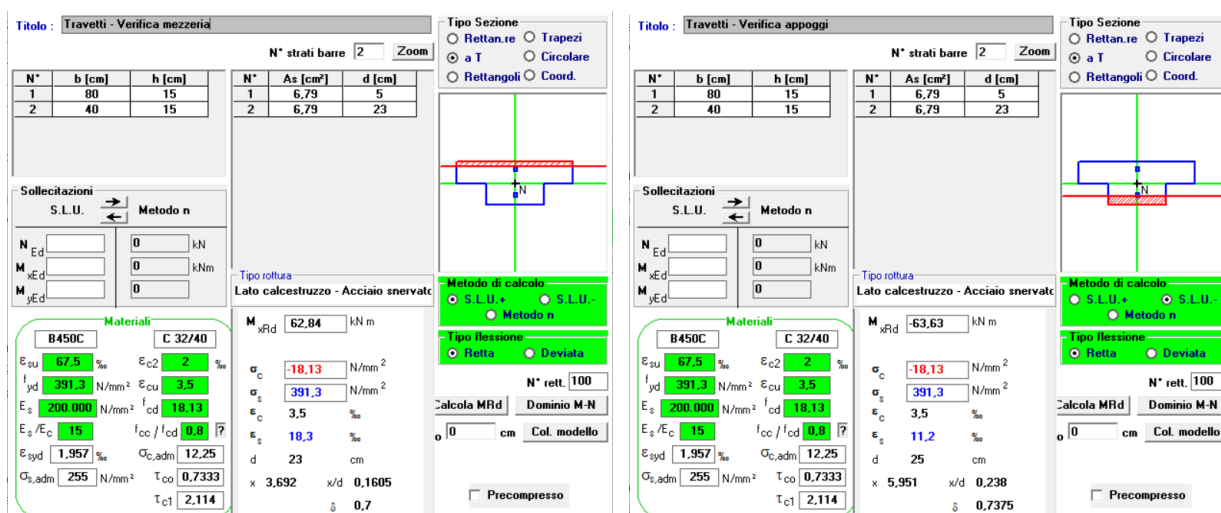 Titolo : Travetti - Verifica mezzeria
N° strati barre 2 Zoom
N° b [cm] h [cm]
1 80 15
2 40 15
N° As [cm²] d [cm]
1 6,79 5
2 6,79 23
Tipo Sezione
Rettan.re Trapezi
a T Circolare
Rettangoli Coord.
N
Sollecitazioni
S.L.U. Metodo n
N Ed 0 kN
M xEd 0 kNm
M yEd 0
Materiali
B450C C 32/40
εsu 67,5 ‰ εc2 2 ‰
fyd 391,3 N/mm² εcu 3,5
Es 200.000 N/mm² fcd 18,13
Es /Ec 15 fcc / fcd 0,8 ?
εsyd 1,957 ‰ σc,adm 12,25
σs,adm 255 N/mm² τco 0,7333
τc1 2,114
Tipo rottura
Lato calcestruzzo - Acciaio snervato
M xRd 62,84 kN m
σc -18,13 N/mm²
σs 391,3 N/mm²
εc 3,5 ‰
εs 18,3 ‰
d 23 cm
x 3,692 x/d 0,1605
δ 0,7
Metodo di calcolo
S.L.U.+ S.L.U.-
Metodo n
Tipo flessione
Retta Deviata
N° rett. 100
Calcola MRd Dominio M-N
o 0 cm Col. modello
Precompresso
Titolo : Travetti - Verifica appoggi
N° strati barre 2 Zoom
N° b [cm] h [cm]
1 80 15
2 40 15
N° As [cm²] d [cm]
1 6,79 5
2 6,79 23
Tipo Sezione
Rettan.re Trapezi
a T Circolare
Rettangoli Coord.
N
Sollecitazioni
S.L.U. Metodo n
N Ed 0 kN
M xEd 0 kNm
M yEd 0
Materiali
B450C C 32/40
εsu 67,5 ‰ εc2 2 ‰
fyd 391,3 N/mm² εcu 3,5
Es 200.000 N/mm² fcd 18,13
Es /Ec 15 fcc / fcd 0,8 ?
εsyd 1,957 ‰ σc,adm 12,25
σs,adm 255 N/mm² τco 0,7333
τc1 2,114
Tipo rottura
Lato calcestruzzo - Acciaio snervato
M xRd -63,63 kN m
σc -18,13 N/mm²
σs 391,3 N/mm²
εc 3,5 ‰
εs 11,2 ‰
d 25 cm
x 5,951 x/d 0,238
δ 0,7375
Metodo di calcolo
S.L.U.+ S.L.U.-
Metodo n
Tipo flessione
Retta Deviata
N° rett. 100
Calcola MRd Dominio M-N
o 0 cm Col. modello
Precompresso